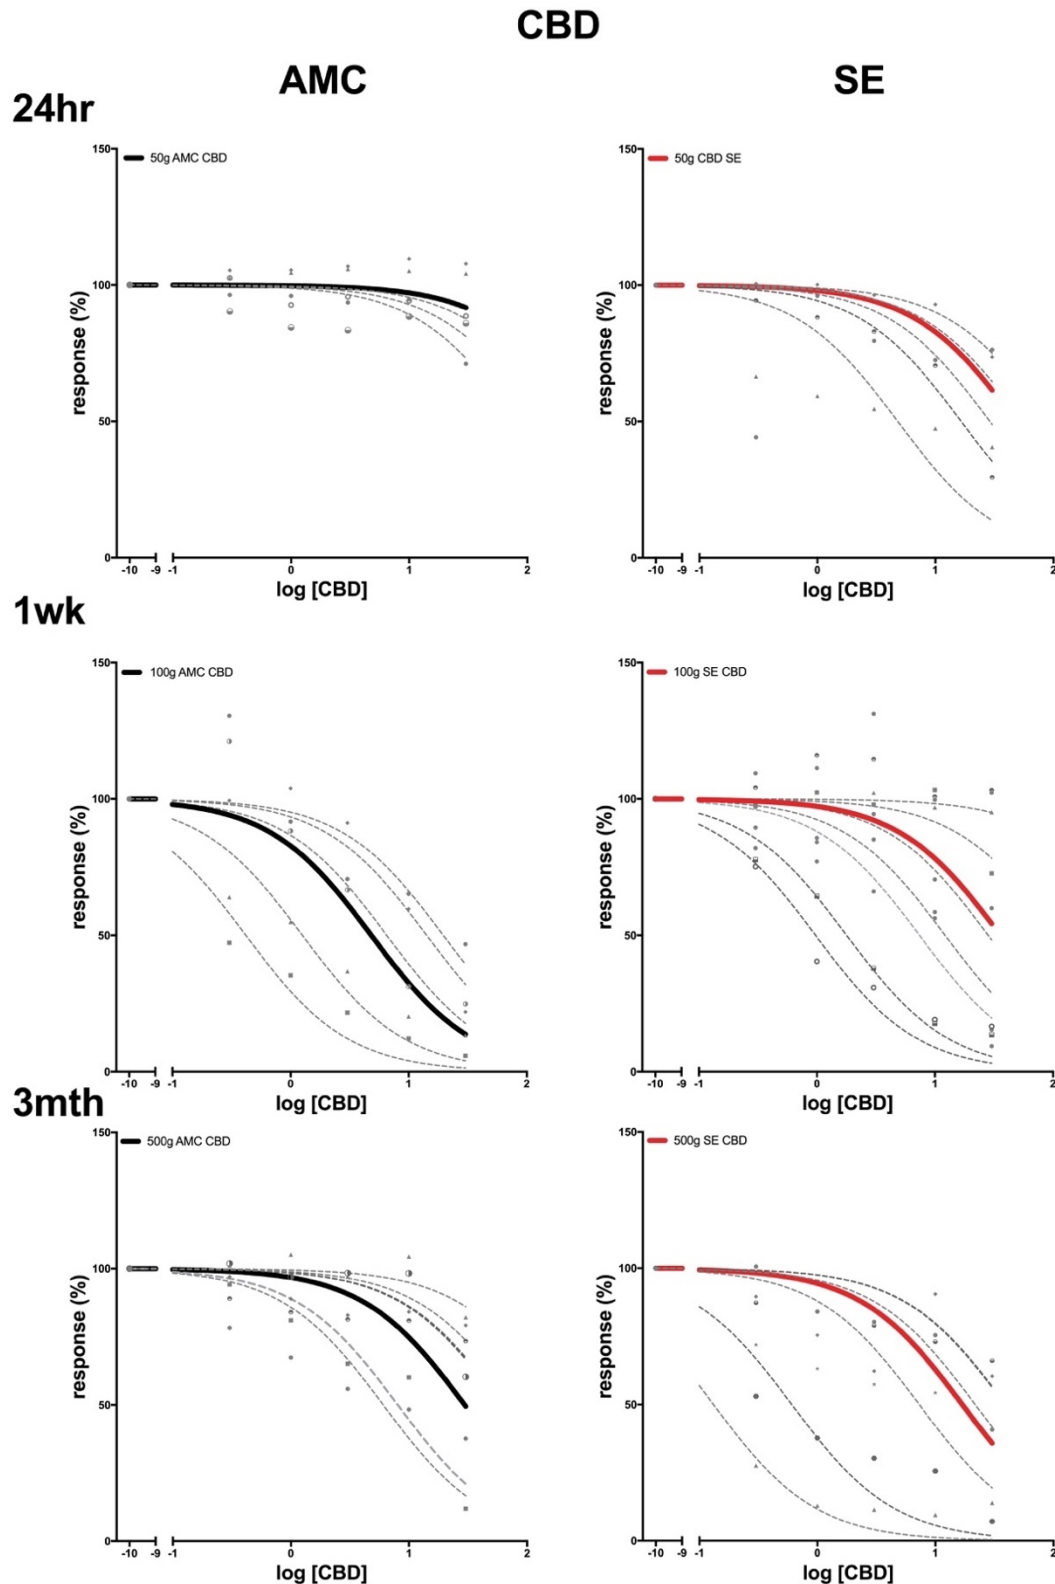 CBD
AMC SE
24hr
150 50g AMC CBD 150 50g CBD SE
100 100
response (%) response (%)
50 50
0 0
-10 -9 -1 0 1 2 -10 -9 -1 0 1 2
log [CBD] log [CBD]
1wk
150 100g AMC CBD 150 100g SE CBD
100 100
response (%) response (%)
50 50
0 0
-10 -9 -1 0 1 2 -10 -9 -1 0 1 2
log [CBD] log [CBD]
3mth
150 500g AMC CBD 150 500g SE CBD
100 100
response (%) response (%)
50 50
0 0
-10 -9 -1 0 1 2 -10 -9 -1 0 1 2
log [CBD] log [CBD]